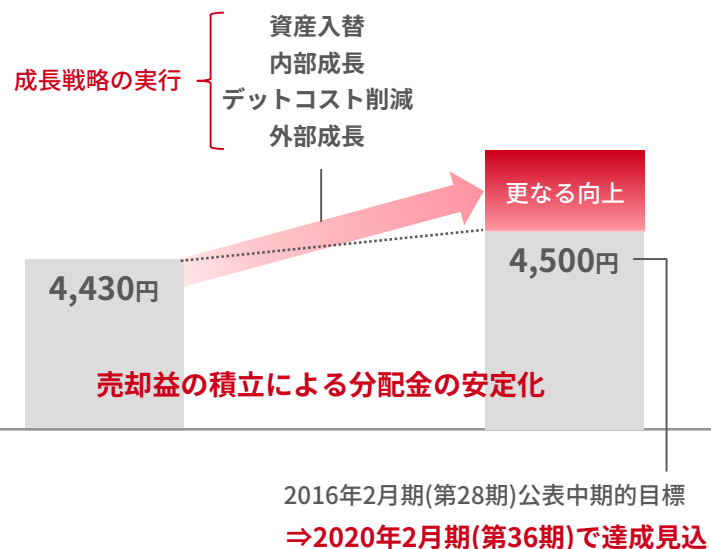 資産入替
内部成長
成長戦略の実行
デットコスト削減
外部成長
更なる向上
4,500円
4,430円
売却益の積立による分配金の安定化
2016年2月期(第28期)公表中期的目標
⇒2020年2月期(第36期)で達成見込